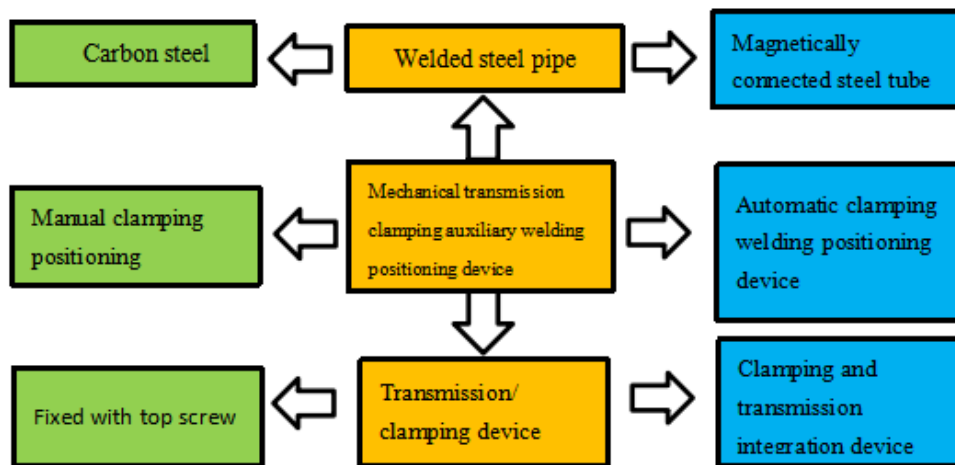 Carbon steel
Welded steel pipe
Magnetically
connected steel tube
Manual clamping
positioning
Mechanical transmission
clamping auxiliary welding
positioning device
Automatic clamping
welding positioning
device
Fixed with top screw
Transmission/
clamping device
Clamping and
transmission
integration device